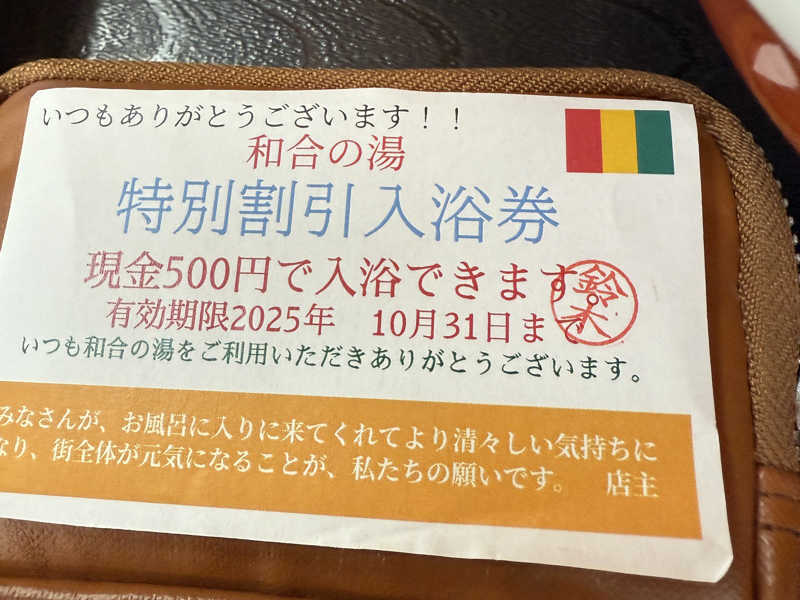 いつもありがとうございます！！
和合の湯
特別割引入浴券
現金500円で入浴できます。
有効期限2025年　10月31日まで
鈴木
いつも和合の湯をご利用いただきありがとうございます。
みなさんが、お風呂に入りに来てくれてより清々しい気持ちに
なり、街全体が元気になることが、私たちの願いです。　店主